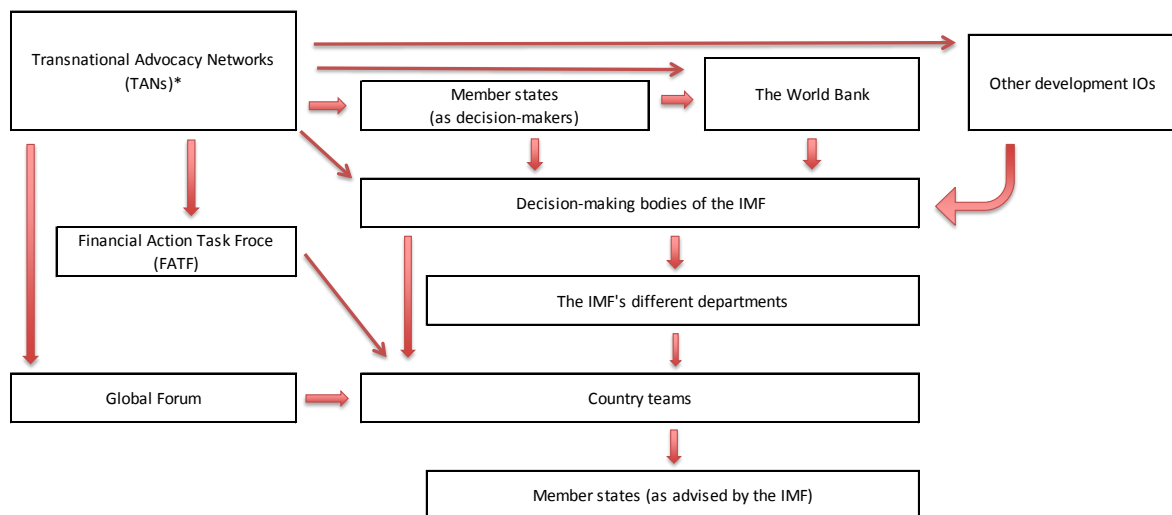 Transnational Advocacy Networks
(TANs)*
Member states
(as decision-makers)
The World Bank
Other development IOs
Decision-making bodies of the IMF
Financial Action Task Froce
(FATF)
The IMF's different departments
Global Forum
Country teams
Member states (as advised by the IMF)